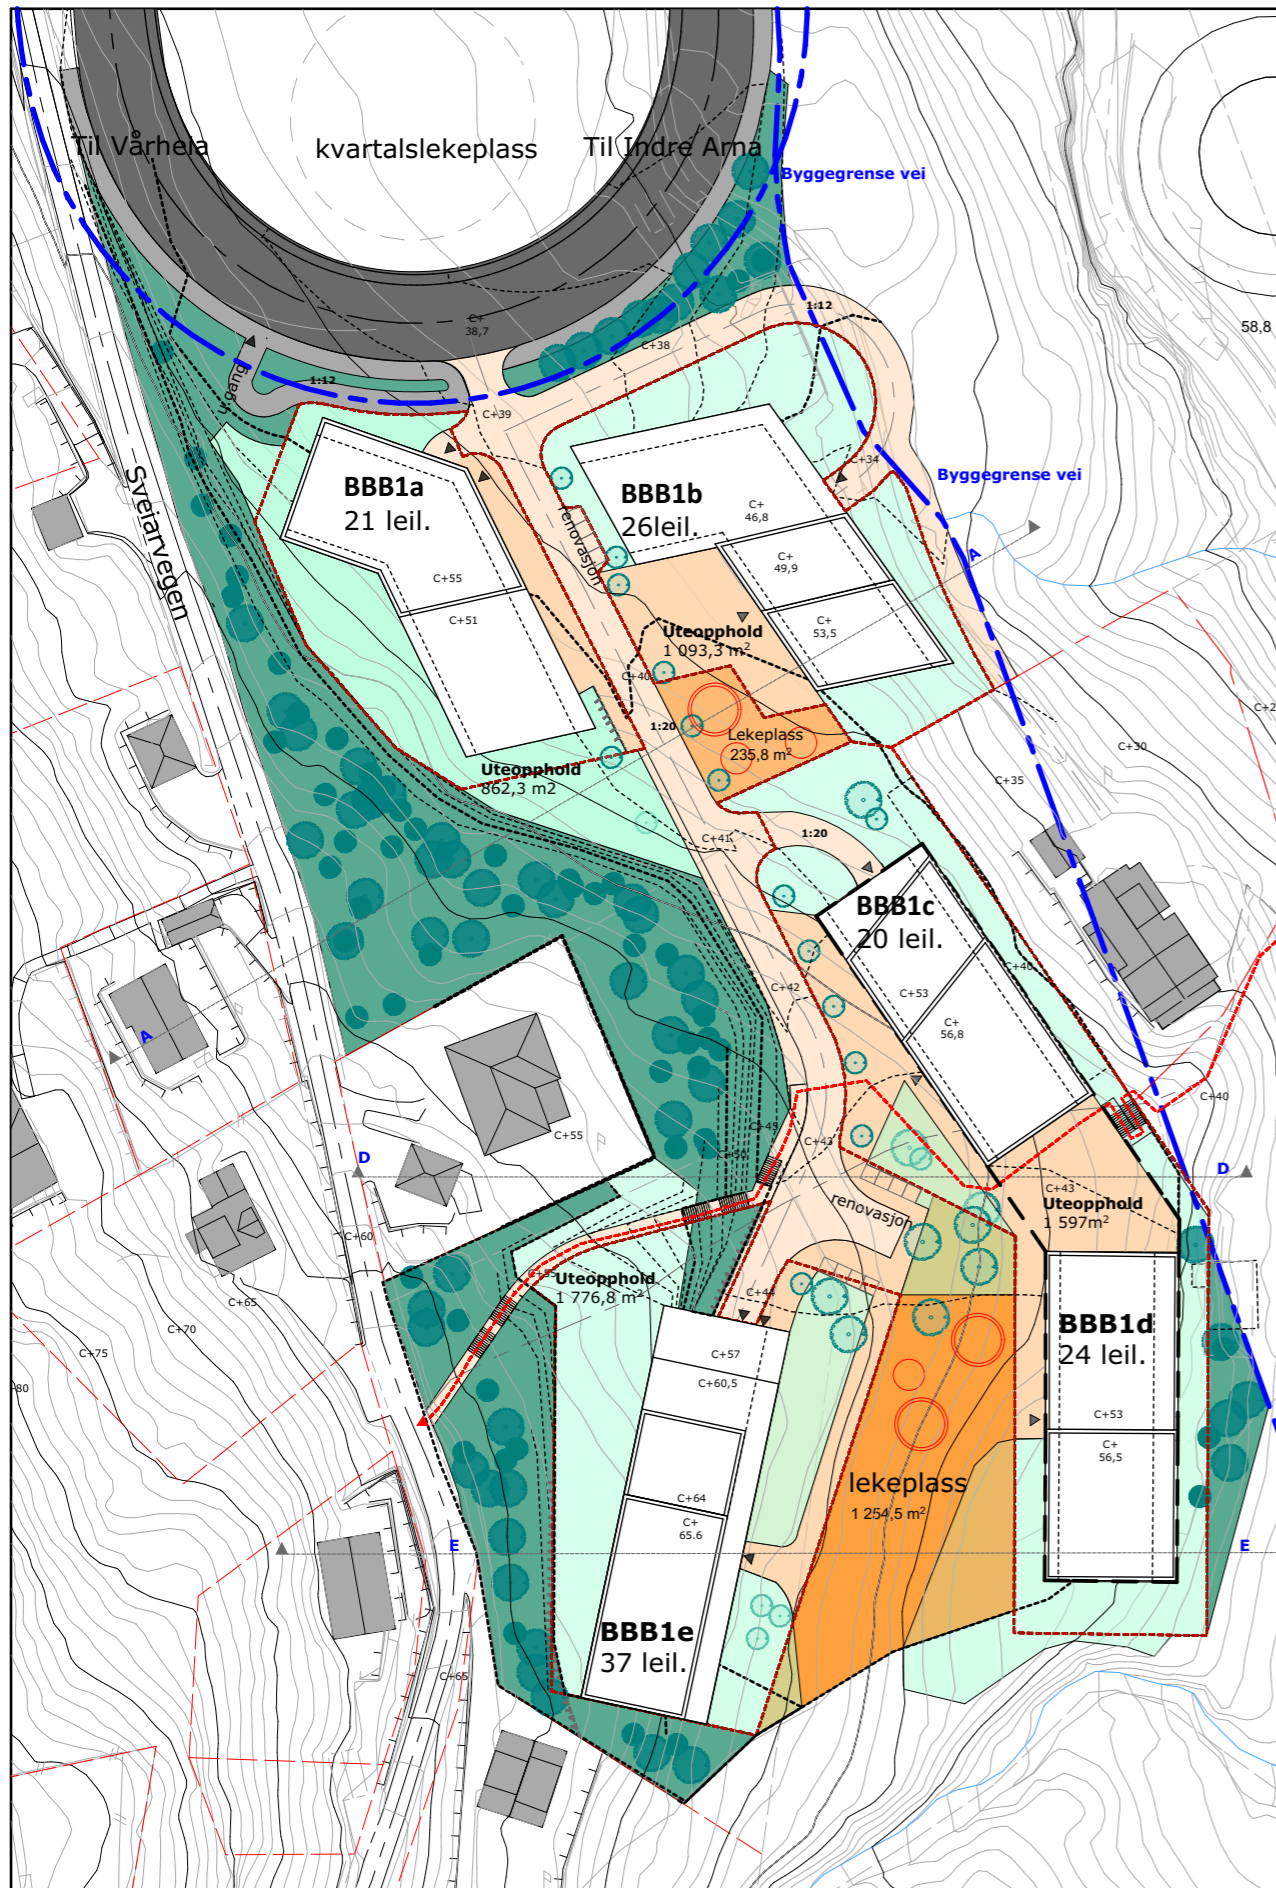 Til Vårheia
kvartalslekeplass
Til Indre Arna
Byggegrense vei
1:12
58,8
C+
38,7
C+38
1:12
C+39
C+34
Byggegrense vei
Sveiarvegen
BBB1a
21 leil.
BBB1b
26leil.
C+
46,8
renovasjon
C+
49,9
A
C+55
C+51
C+
53,5
Uteopphold
1 093,3 m²
C+40
1:20
Lekeplass
235,8 m²
C+30
C+35
Uteopphold
862,3 m2
C+41
1:20
BBB1c
20 leil.
C+40
C+42
C+53
C+
56,8
A
C+40
C+55
C+45
C+43
C+50
D
D
C+43
Uteopphold
1 597m²
renovasjon
C+60
Uteopphold
1 776,8 m²
C+44
C+65
C+70
C+75
80
BBB1d
24 leil.
C+57
C+60,5
C+53
C+
56,5
lekeplass
1 254,5 m²
C+64
C+
65.6
E
E
BBB1e
37 leil.
C+65